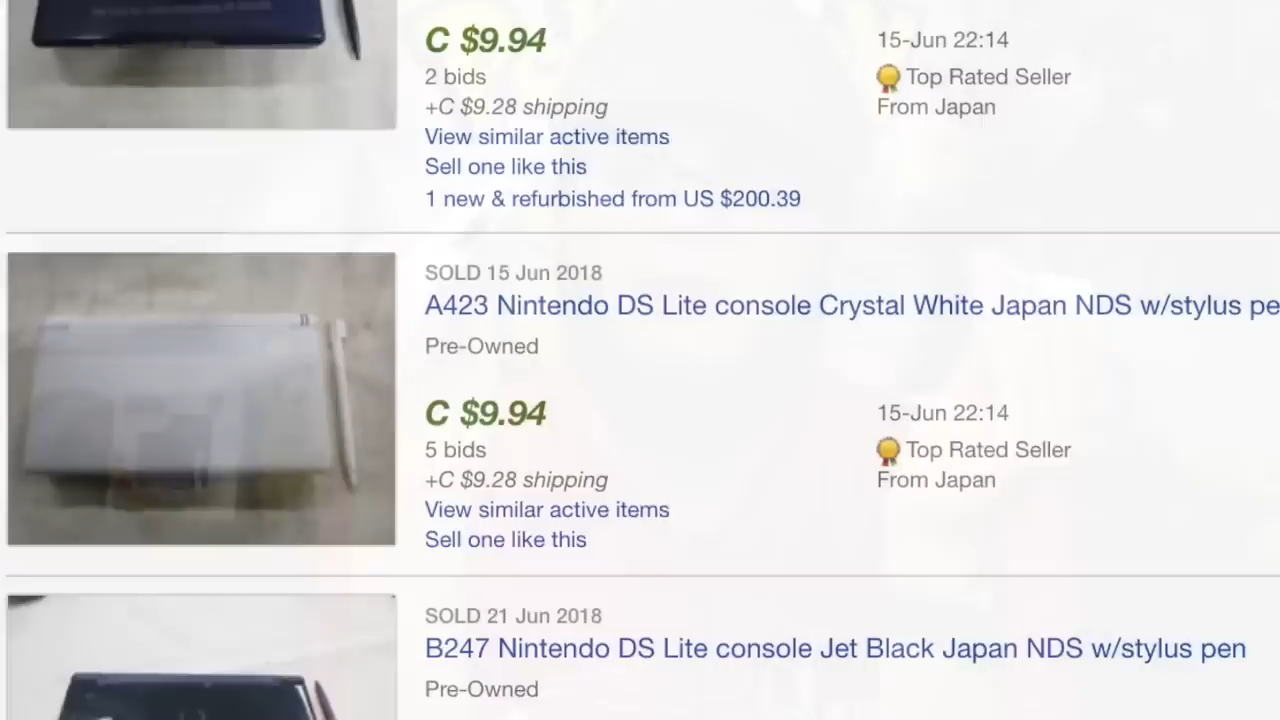 C $9.94
15-Jun 22:14
2 bids
Top Rated Seller
+C $9.28 shipping
From Japan
View similar active items
Sell one like this
1 new & refurbished from US $200.39
SOLD 15 Jun 2018
A423 Nintendo DS Lite console Crystal White Japan NDS w/stylus pe
Pre-Owned
C $9.94
15-Jun 22:14
5 bids
Top Rated Seller
+C $9.28 shipping
From Japan
View similar active items
Sell one like this
SOLD 21 Jun 2018
B247 Nintendo DS Lite console Jet Black Japan NDS w/stylus pen
Pre-Owned